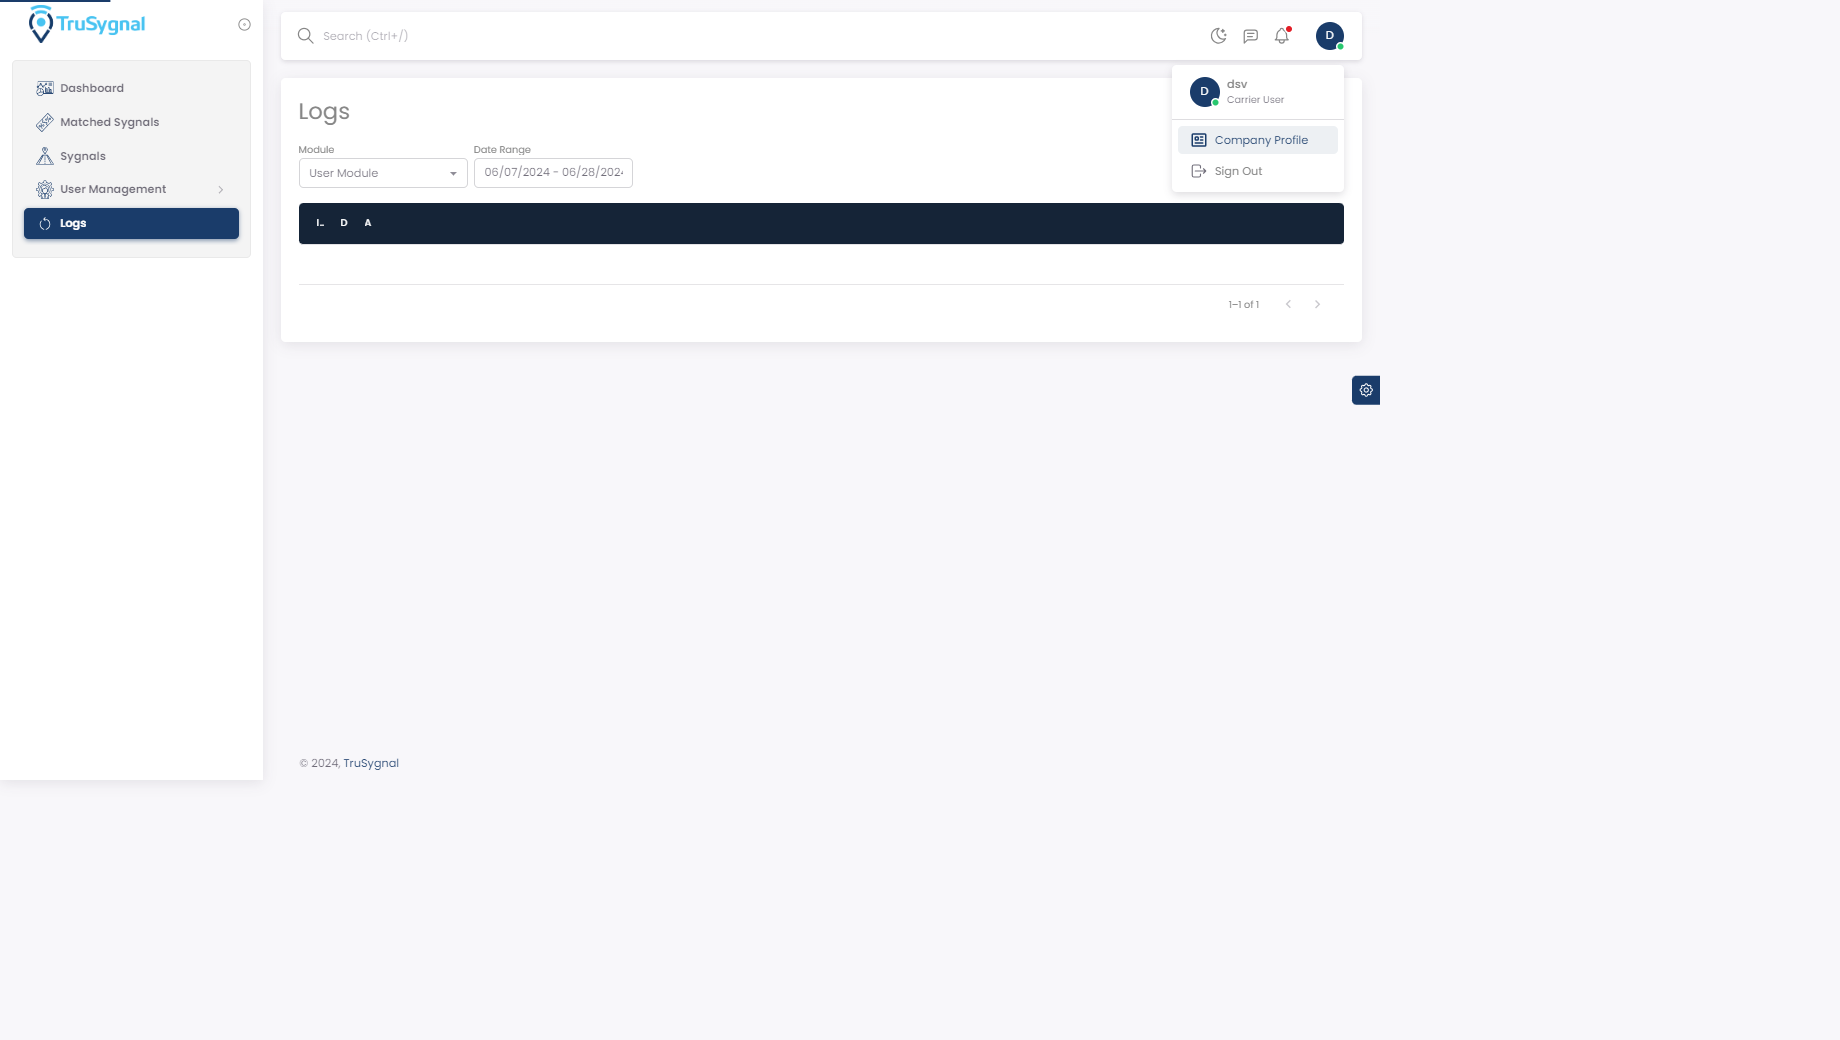 TruSygnal
Dashboard
Matched Sygnals
Sygnals
User Management
Logs
Search (Ctrl+/)
D
D
dsv
Carrier User
Company Profile
Sign Out
Logs
Module
Date Range
User Module
06/07/2024 - 06/28/2024
I... D A
1–1 of 1
© 2024, TruSygnal